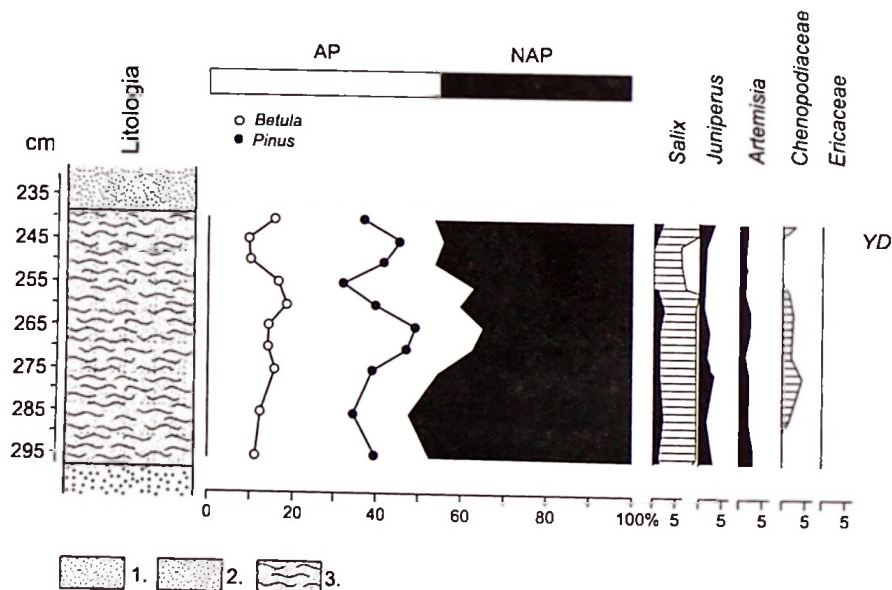 AP NAP
Litologia
cm
Betula
Pinus
Salix
Juniperus
Artemisia
Chenopodiaceae
Ericaceae
235
245
255
265
275
285
295
YD
0 20 40 60 80 100% 5 5 5 5 5
1. 2. 3.